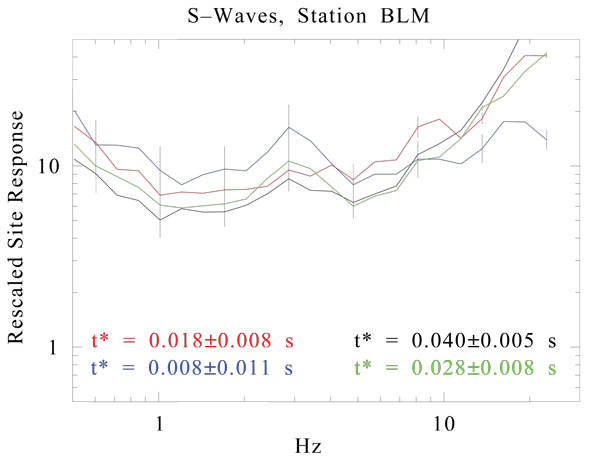 S–Waves, Station BLM
Rescaled Site Response
10
1
t* = 0.018±0.008 s
t* = 0.040±0.005 s
t* = 0.008±0.011 s
t* = 0.028±0.008 s
1
10
Hz